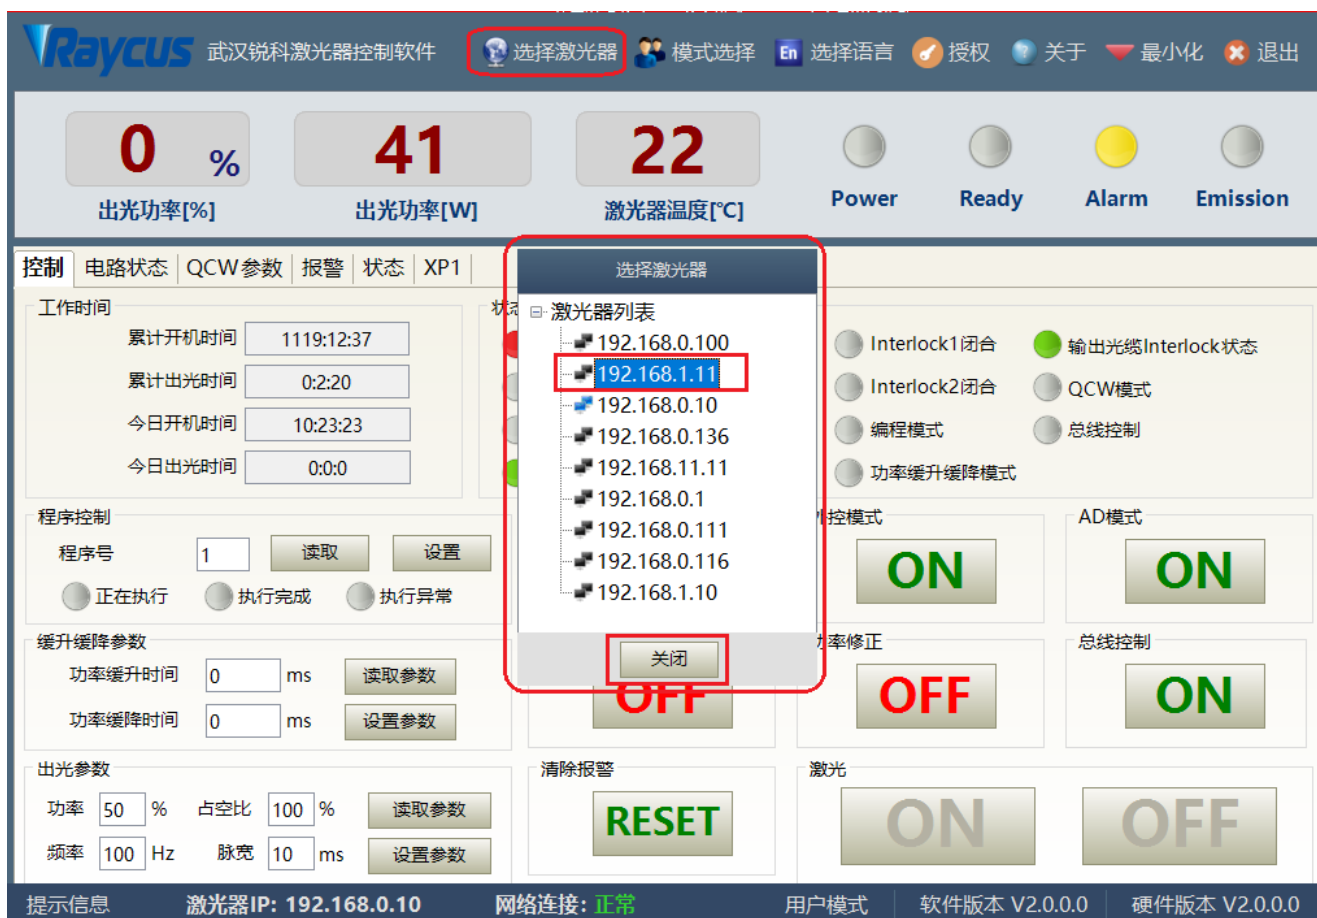 Raycus 武汉锐科激光器控制软件 选择激光器 模式选择 En 选择语言 授权 关于 最小化 退出
0 % 41 22
出光功率[%] 出光功率[W] 激光器温度[℃] Power Ready Alarm Emission
控制 电路状态 QCW参数 报警 状态 XP1
选择激光器
激光器列表
192.168.0.100
192.168.1.11
192.168.0.10
192.168.0.136
192.168.11.11
192.168.0.1
192.168.0.111
192.168.0.116
192.168.1.10
关闭
工作时间
累计开机时间 1119:12:37
累计出光时间 0:2:20
今日开机时间 10:23:23
今日出光时间 0:0:0
Interlock1闭合 输出光缆Interlock状态
Interlock2闭合 QCW模式
编程模式 总线控制
功率缓升缓降模式
程序控制
程序号 1 读取 设置
正在执行 执行完成 执行异常
控模式 AD模式
ON ON
缓升缓降参数
功率缓升时间 0 ms 读取参数
功率缓降时间 0 ms 设置参数
率修正 总线控制
OFF OFF ON
出光参数
功率 50 % 占空比 100 % 读取参数
频率 100 Hz 脉宽 10 ms 设置参数
清除报警
RESET
激光
ON OFF
提示信息 激光器IP: 192.168.0.10 网络连接: 正常 用户模式 软件版本 V2.0.0.0 硬件版本 V2.0.0.0